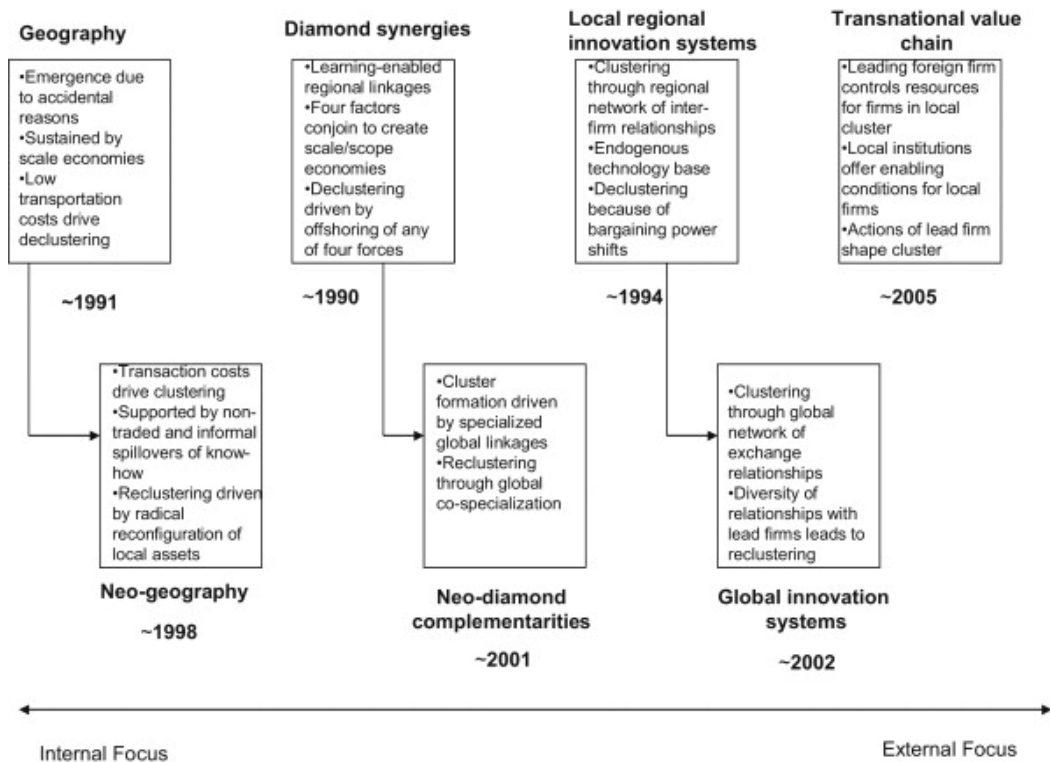 Geography
•Emergence due
to accidental
reasons
•Sustained by
scale economies
•Low
transportation
costs drive
declustering
~1991
Diamond synergies
•Learning-enabled
regional linkages
•Four factors
conjoin to create
scale/scope
economies
•Declustering
driven by
offshoring of any
of four forces
~1990
Local regional
innovation systems
•Clustering
through regional
network of inter-
firm relationships
•Endogenous
technology base
•Declustering
because of
bargaining power
shifts
~1994
Transnational value
chain
•Leading foreign firm
controls resources
for firms in local
cluster
•Local institutions
offer enabling
conditions for local
firms
•Actions of lead firm
shape cluster
~2005
•Transaction costs
drive clustering
•Supported by non-
traded and informal
spillovers of know-
how
•Reclustering driven
by radical
reconfiguration of
local assets
Neo-geography
~1998
•Cluster
formation driven
by specialized
global linkages
•Reclustering
through global
co-specialization
Neo-diamond
complementarities
~2001
•Clustering
through global
network of
exchange
relationships
•Diversity of
relationships with
lead firms leads to
reclustering
Global innovation
systems
~2002
Internal Focus
External Focus